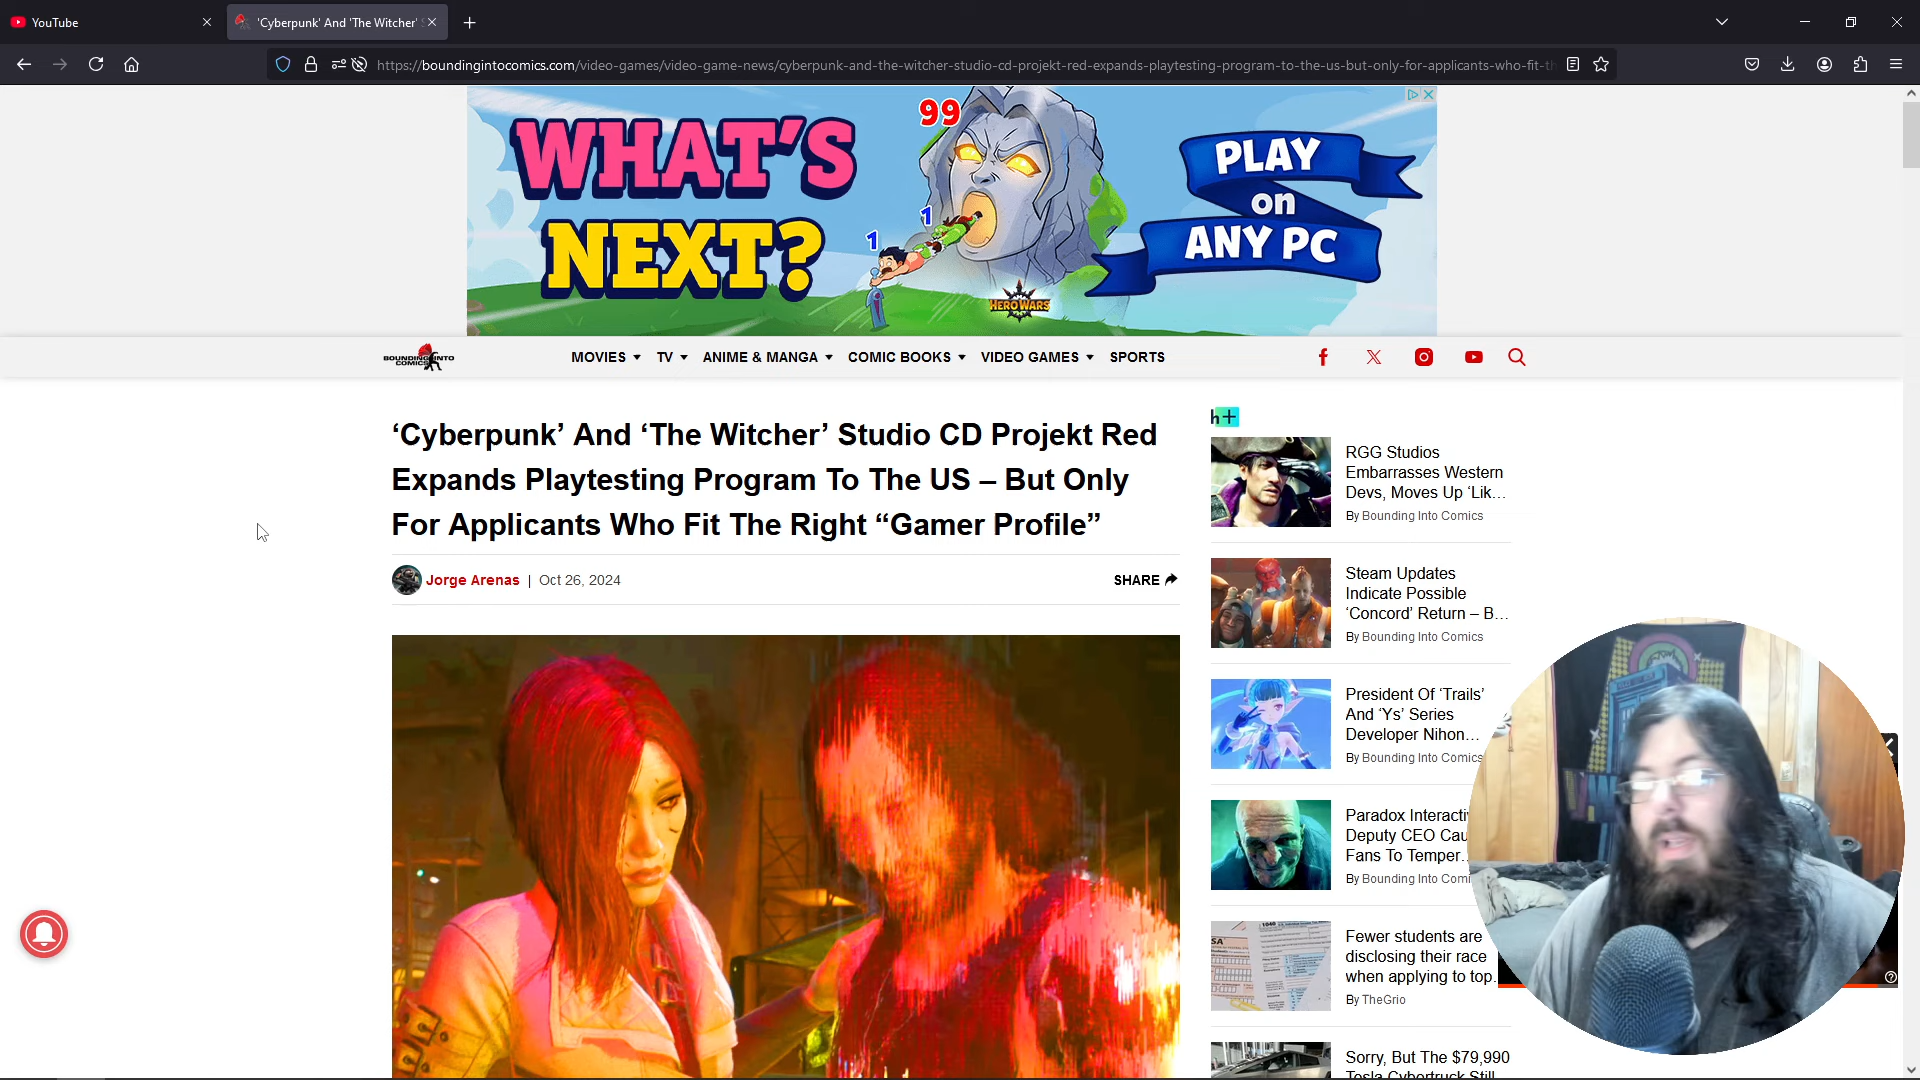 YouTube
'Cyberpunk' And 'The Witcher' S
https://boundingintocomics.com/video-games/video-game-news/cyberpunk-and-the-witcher-studio-cd-projekt-red-expands-playtesting-program-to-the-us-but-only-for-applicants-who-fit-th
WHAT'S
NEXT?
99
1
1
HERO WARS
PLAY
on
ANY PC
BOUNDING INTO
COMICS
MOVIES TV ANIME & MANGA COMIC BOOKS VIDEO GAMES SPORTS
‘Cyberpunk’ And ‘The Witcher’ Studio CD Projekt Red
Expands Playtesting Program To The US – But Only
For Applicants Who Fit The Right “Gamer Profile”
Jorge Arenas | Oct 26, 2024
SHARE
h+
RGG Studios
Embarrasses Western
Devs, Moves Up ‘Lik...
By Bounding Into Comics
Steam Updates
Indicate Possible
‘Concord’ Return – B...
By Bounding Into Comics
President Of ‘Trails’
And ‘Ys’ Series
Developer Nihon...
By Bounding Into Comics
Paradox Interacti
Deputy CEO Cau
Fans To Temper.
By Bounding Into Comi
Fewer students are
disclosing their race
when applying to top.
By TheGrio
Sorry, But The $79,990
Tesla Cybertruck Still